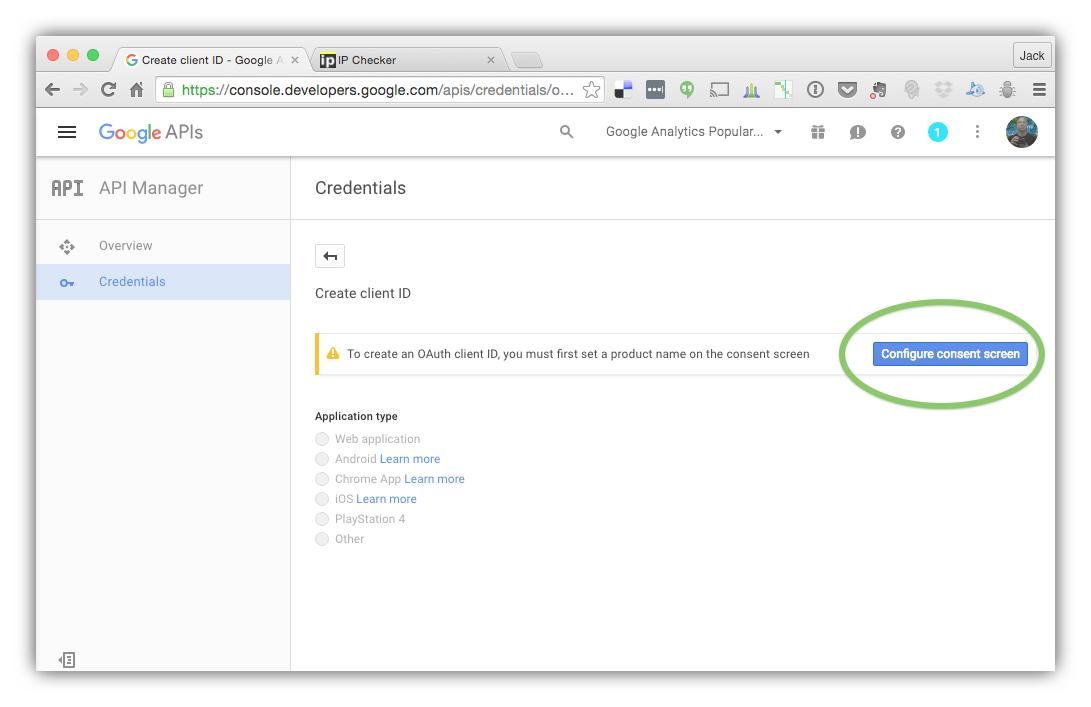 Create client ID - Google A
ip IP Checker
Jack
https://console.developers.google.com/apis/credentials/o...
Google APIs
Google Analytics Popular...
1
API API Manager
Credentials
Overview
Credentials
Create client ID
To create an OAuth client ID, you must first set a product name on the consent screen
Configure consent screen
Application type
Web application
Android Learn more
Chrome App Learn more
iOS Learn more
PlayStation 4
Other